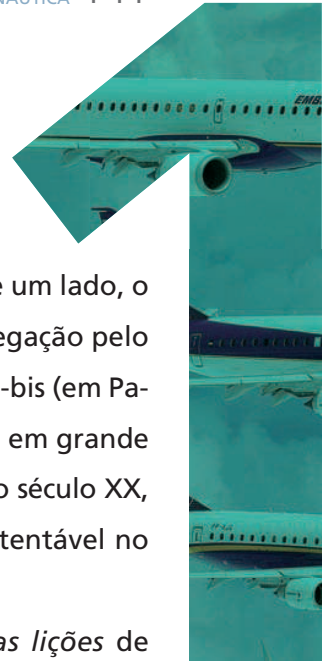 NÁUTICA
EMB
e um lado, o
egação pelo
-bis (em Pa-
em grande
o século XX,
tentável no
as lições de